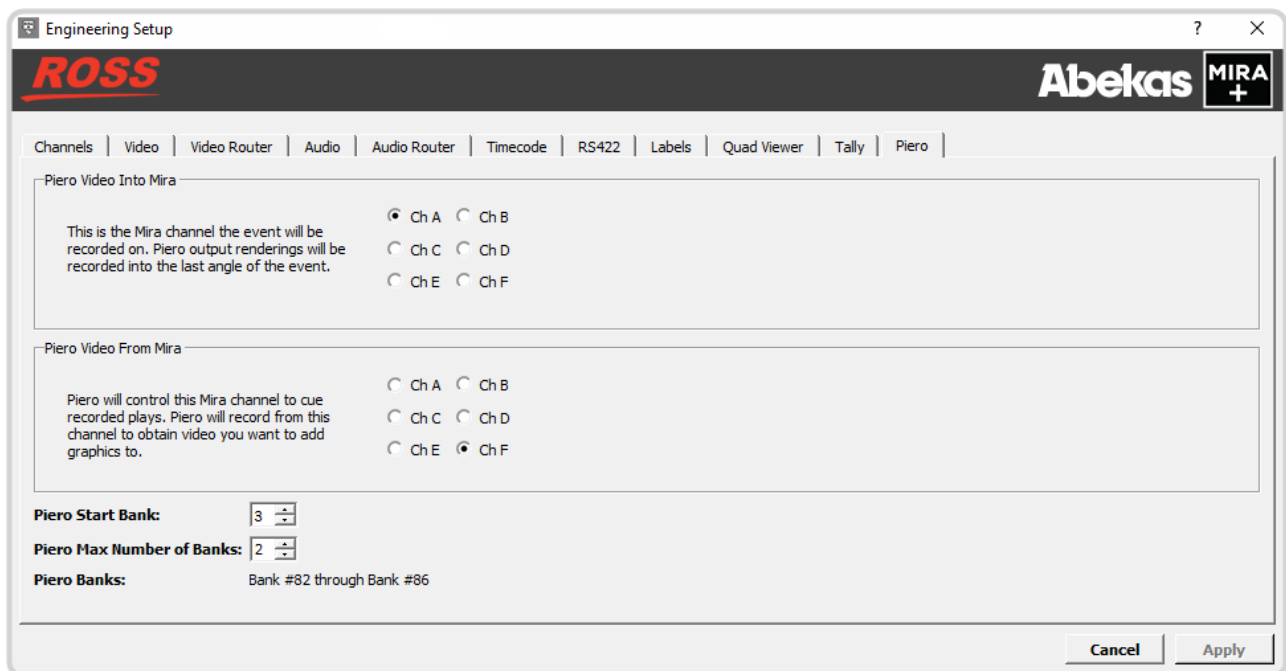 Engineering Setup ?
ROSS Abekas MIRA +
Channels Video Video Router Audio Audio Router Timecode RS422 Labels Quad Viewer Tally Piero
Piero Video Into Mira
This is the Mira channel the event will be
recorded on. Piero output renderings will be
recorded into the last angle of the event.
Ch A Ch B
Ch C Ch D
Ch E Ch F
Piero Video From Mira
Piero will control this Mira channel to cue
recorded plays. Piero will record from this
channel to obtain video you want to add
graphics to.
Ch A Ch B
Ch C Ch D
Ch E Ch F
Piero Start Bank: 3
Piero Max Number of Banks: 2
Piero Banks: Bank #82 through Bank #86
Cancel Apply